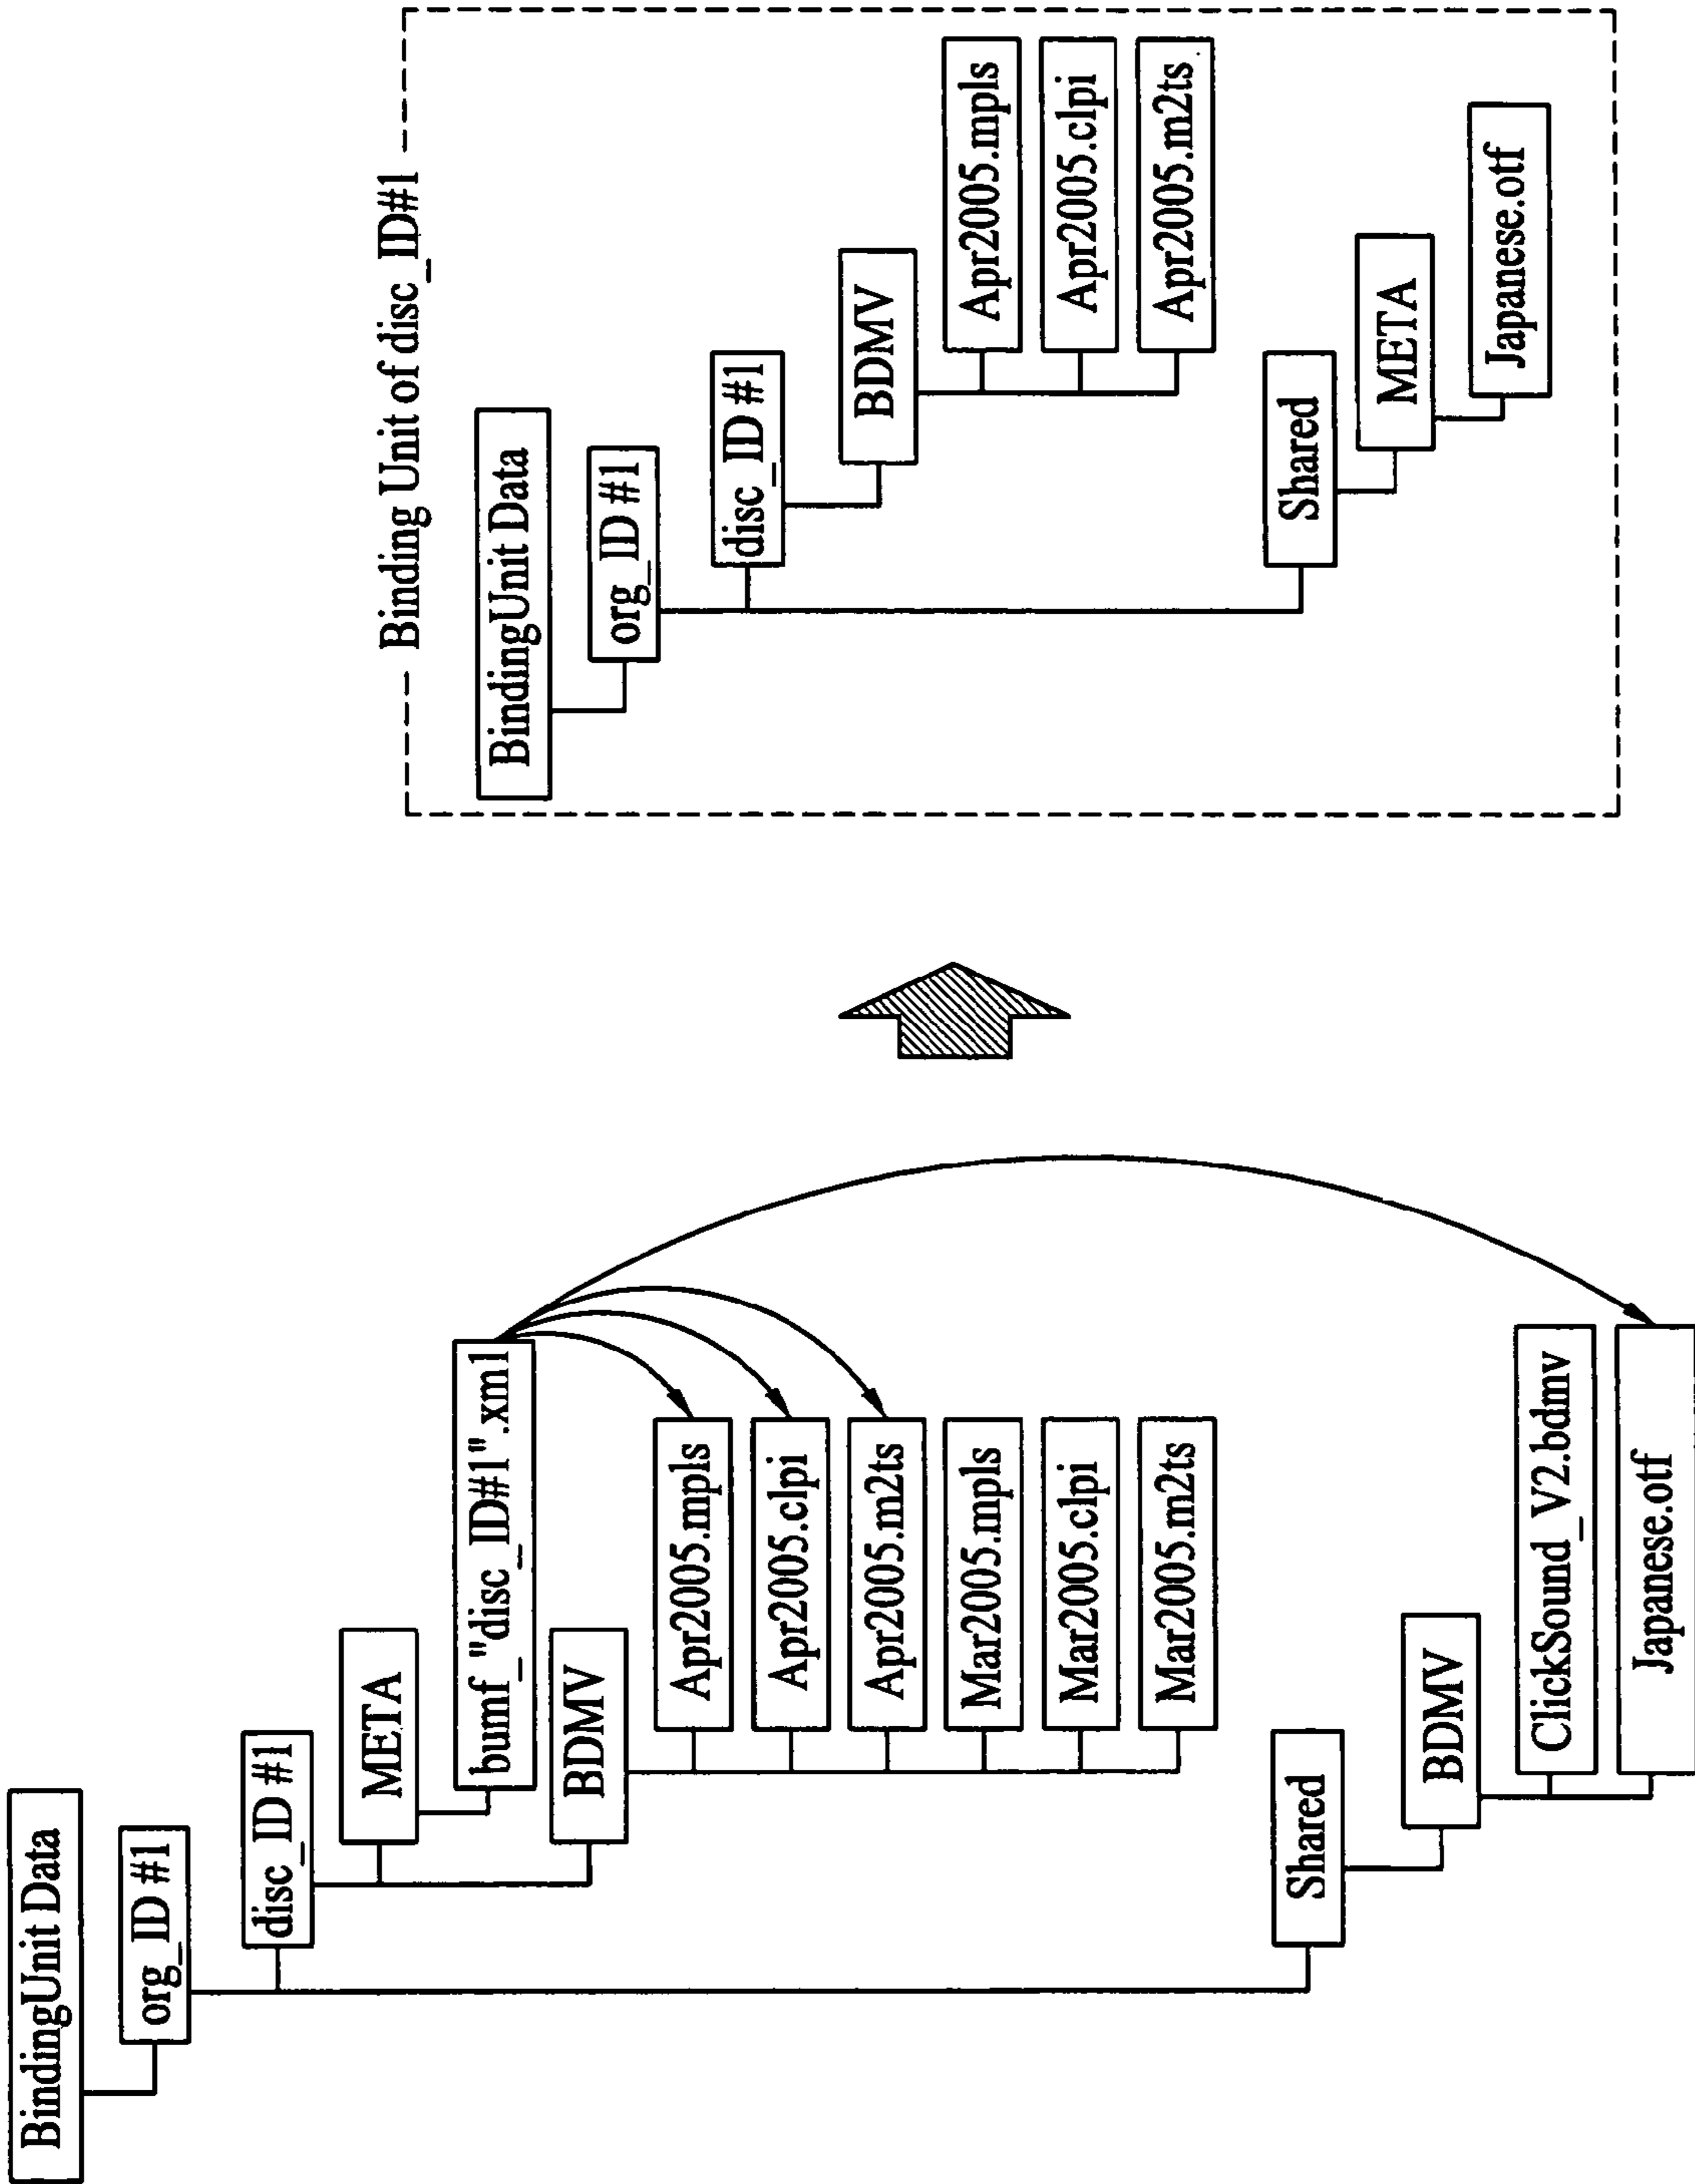 BindingUnit Data
org_ID #1
disc_ID #1
META
bumf_"disc_ID#1".xm1
BDMV
Apr2005.mpls
Apr2005.clpi
Apr2005.m2ts
Mar2005.mpls
Mar2005.clpi
Mar2005.m2ts
Shared
BDMV
ClickSound_V2.bdmv
Japanese.otf
Binding Unit of disc_ID#1
BindingUnit Data
org_ID #1
disc_ID #1
BDMV
Apr2005.mpls
Apr2005.clpi
Apr2005.m2ts
Shared
META
Japanese.otf